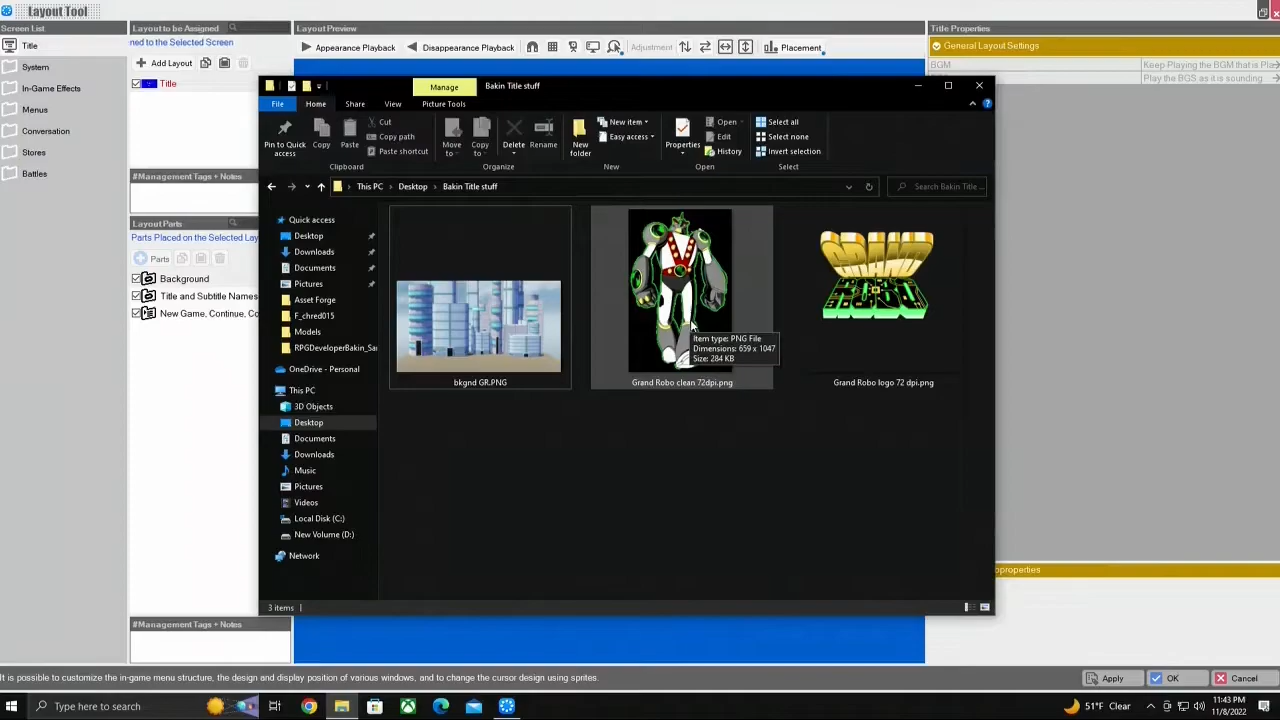 Layout Tool
Screen List
Layout to be Assigned
Layout Preview
Title Properties
Title
ned to the Selected Screen
Appearance Playback
Disappearance Playback
Adjustment
Placement
General Layout Settings
System
Add Layout
BGM
Keep Playing the BGM that is Pla
Play the BGS as it is sounding
In-Game Effects
Title
Manage
Bakin Title stuff
Menus
File
Home
Share
View
Picture Tools
Conversation
Pin to Quick access
Copy
Paste
Cut
Copy path
Paste shortcut
Move to
Copy to
Delete
Rename
New folder
New item
Easy access
Properties
Open
Edit
History
Select all
Select none
Invert selection
Stores
Clipboard
Organize
New
Open
Select
Battles
#Management Tags + Notes
This PC
Desktop
Bakin Title stuff
Search Bakin Title ...
Layout Parts
Parts Placed on the Selected Lay
Parts
Background
Title and Subtitle Names
New Game, Continue, Co
Quick access
Desktop
Downloads
Documents
Pictures
Asset Forge
F_chred015
Models
RPGDeveloperBakin_Sa
OneDrive - Personal
This PC
3D Objects
Desktop
Documents
Downloads
Music
Pictures
Videos
Local Disk (C:)
New Volume (D:)
Network
GRAND
ROBO
Item type: PNG File
Dimensions: 659 x 1047
Size: 284 KB
bkgnd GR.PNG
Grand Robo clean 72dpi.png
Grand Robo logo 72 dpi.png
3 items
#Management Tags + Notes
It is possible to customize the in-game menu structure, the design and display position of various windows, and to change the cursor design using sprites.
Apply
OK
Cancel
Type here to search
51°F Clear
11:43 PM
11/8/2022